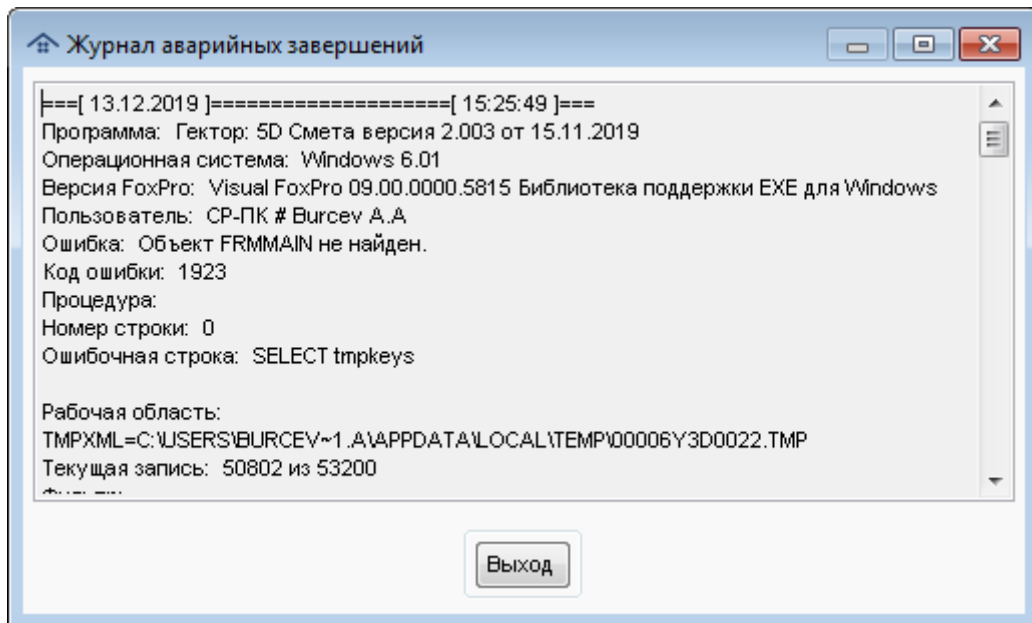 Журнал аварийных завершений
===[ 13.12.2019 ]====================[ 15:25:49 ]===
Программа:  Гектор: 5D Смета версия 2.003 от 15.11.2019
Операционная система:  Windows 6.01
Версия FoxPro:  Visual FoxPro 09.00.0000.5815 Библиотека поддержки EXE для Windows
Пользователь:  СР-ПК # Burcev A.A
Ошибка:  Объект FRMMAIN не найден.
Код ошибки:  1923
Процедура:
Номер строки:  0
Ошибочная строка:  SELECT tmpkeys
Рабочая область:
TMPXML=C:\USERS\BURCEV~1.A\APPDATA\LOCAL\TEMP\00006Y3D0022.TMP
Текущая запись:  50802 из 53200
Выход